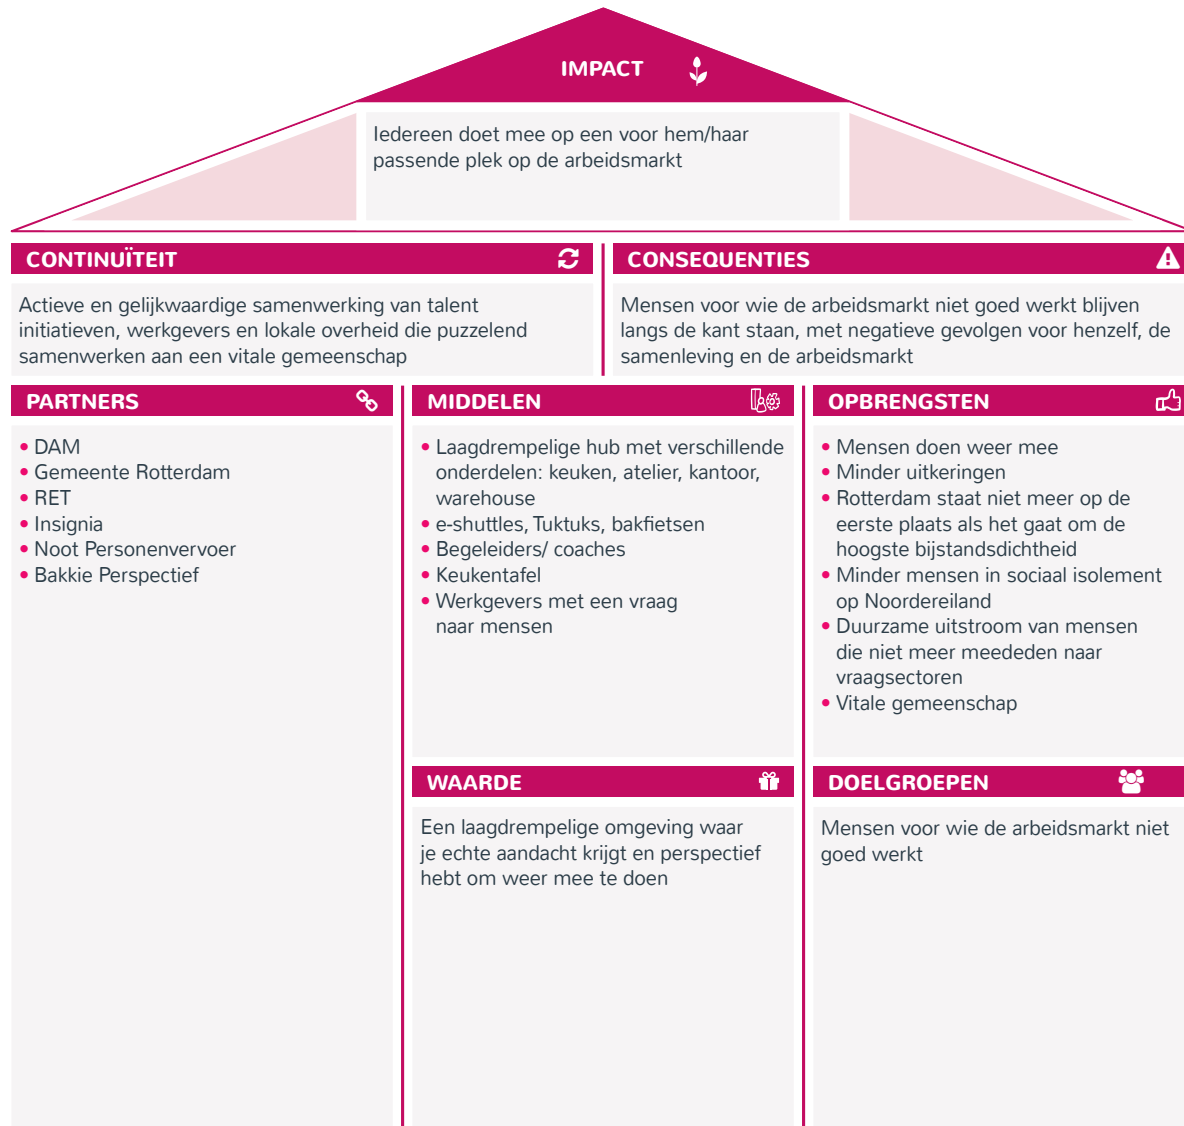 IMPACT
Iedereen doet mee op een voor hem/haar
passende plek op de arbeidsmarkt
CONTINUÏTEIT
Actieve en gelijkwaardige samenwerking van talent
initiatieven, werkgevers en lokale overheid die puzzelend
samenwerken aan een vitale gemeenschap
CONSEQUENTIES
Mensen voor wie de arbeidsmarkt niet goed werkt blijven
langs de kant staan, met negatieve gevolgen voor henzelf, de
samenleving en de arbeidsmarkt
PARTNERS
• DAM
• Gemeente Rotterdam
• RET
• Insignia
• Noot Personenvervoer
• Bakkie Perspectief
MIDDELEN
• Laagdrempelige hub met verschillende
onderdelen: keuken, atelier, kantoor,
warehouse
• e-shuttles, Tuktuks, bakfietsen
• Begeleiders/ coaches
• Keukentafel
• Werkgevers met een vraag
naar mensen
OPBRENGSTEN
• Mensen doen weer mee
• Minder uitkeringen
• Rotterdam staat niet meer op de
eerste plaats als het gaat om de
hoogste bijstandsdichtheid
• Minder mensen in sociaal isolement
op Noordereiland
• Duurzame uitstroom van mensen
die niet meer meededen naar
vraagsectoren
• Vitale gemeenschap
WAARDE
Een laagdrempelige omgeving waar
je echte aandacht krijgt en perspectief
hebt om weer mee te doen
DOELGROEPEN
Mensen voor wie de arbeidsmarkt niet
goed werkt